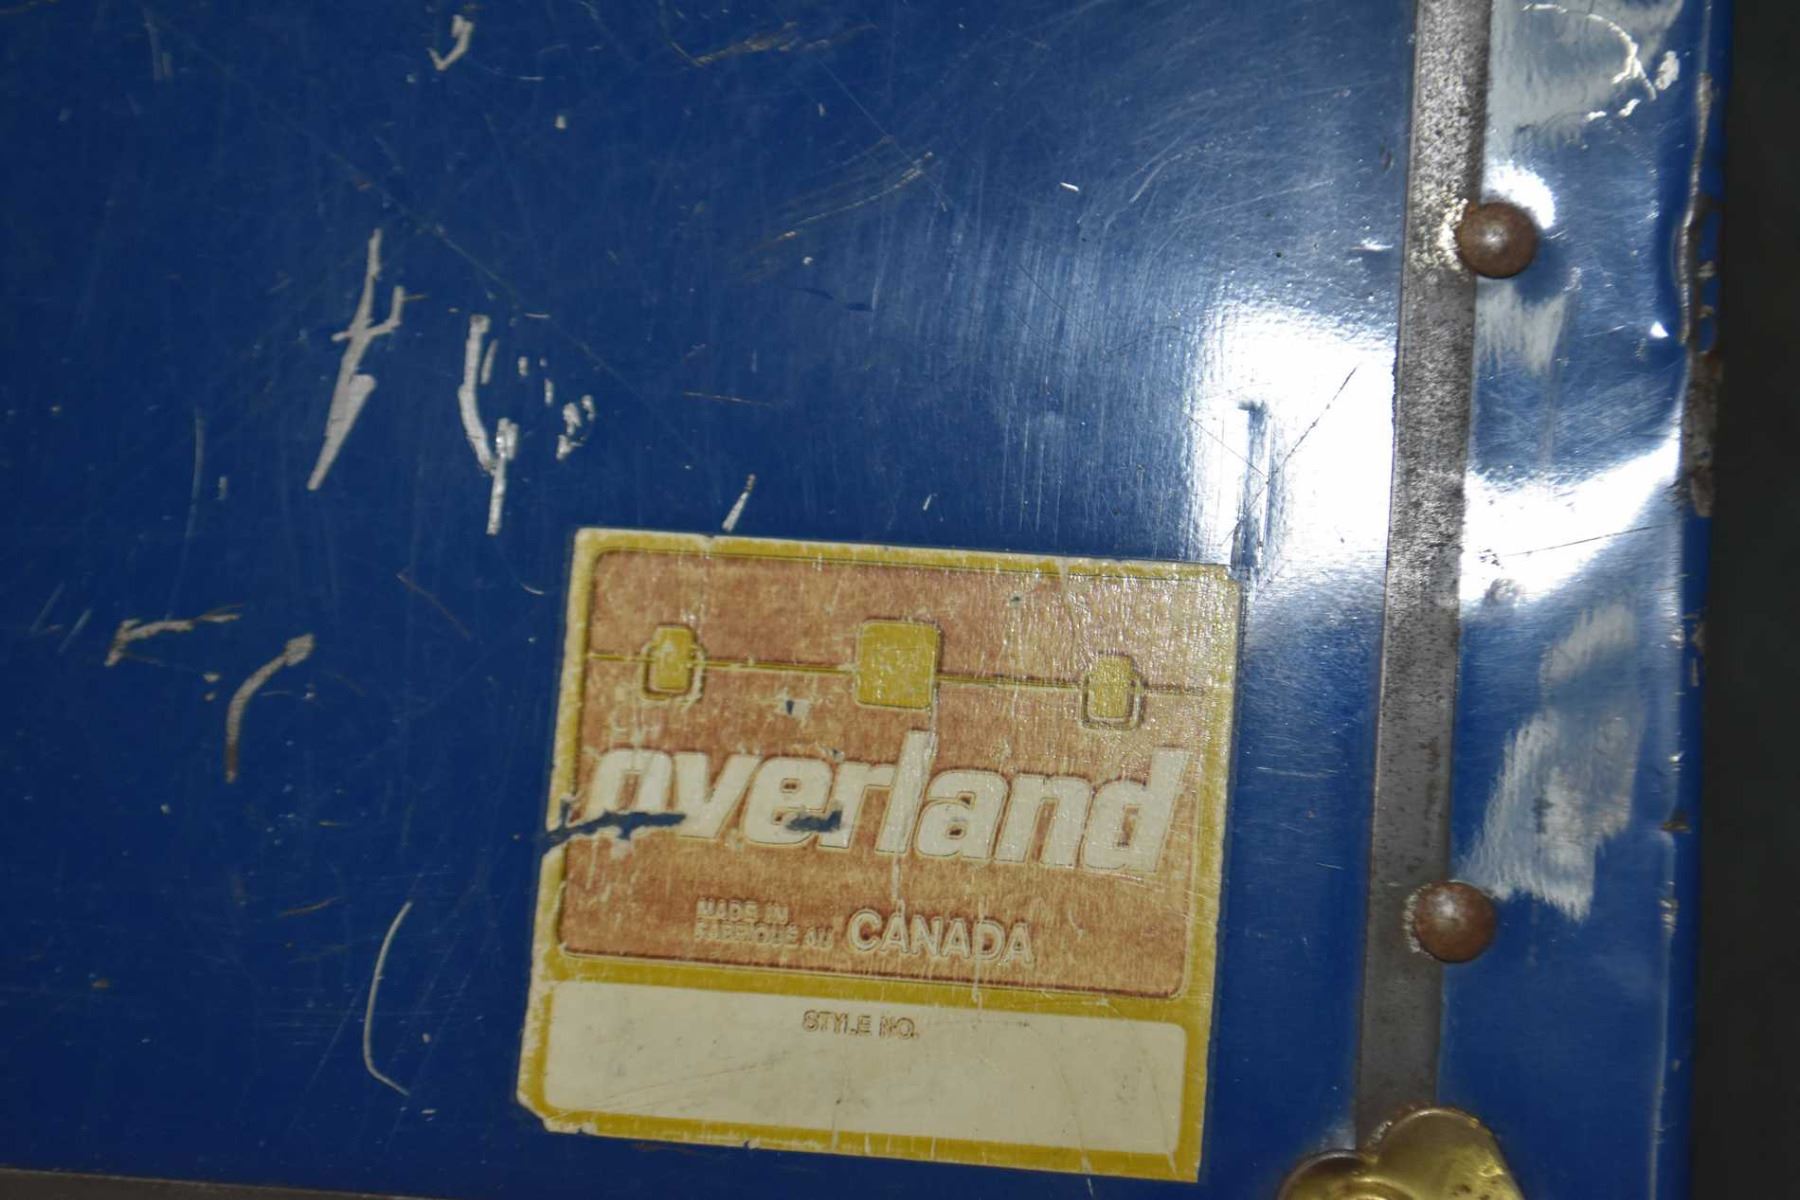 overland
MADE IN
FABRIQUÉ AU CANADA
STYLE NO.